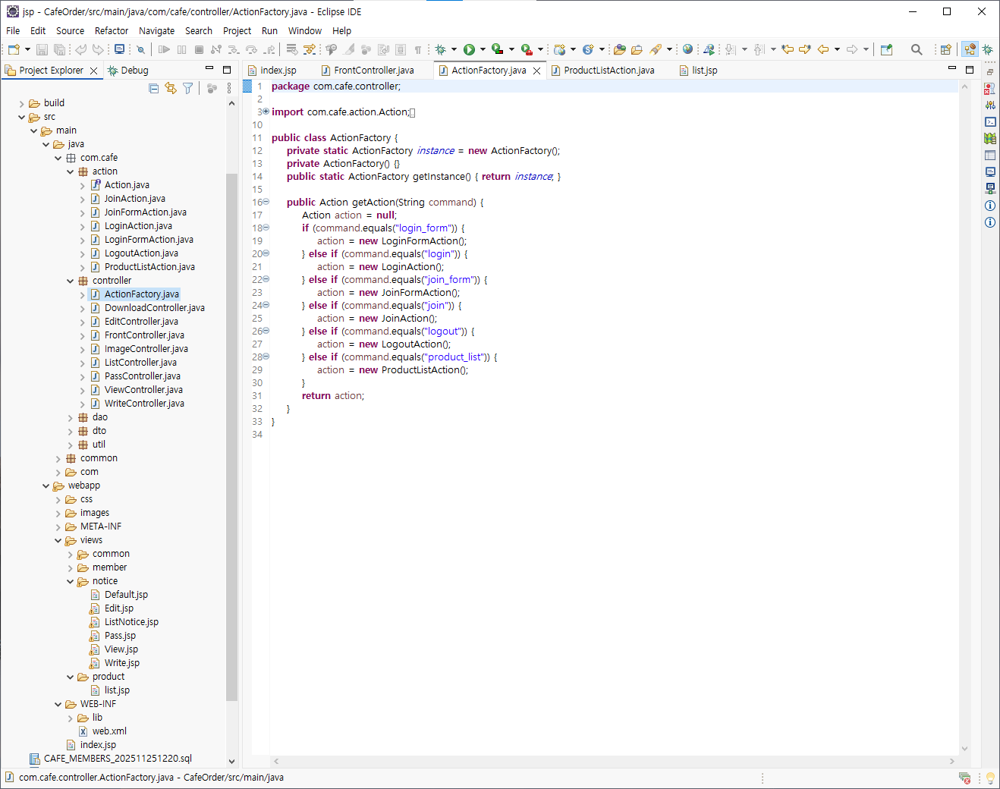 jsp - CafeOrder/src/main/java/com/cafe/controller/ActionFactory.java - Eclipse IDE
File Edit Source Refactor Navigate Search Project Run Window Help
Project Explorer Debug
build
src
main
java
com.cafe
action
Action.java
JoinAction.java
JoinFormAction.java
LoginAction.java
LoginFormAction.java
LogoutAction.java
ProductListAction.java
controller
ActionFactory.java
DownloadController.java
EditController.java
FrontController.java
ImageController.java
ListController.java
PassController.java
ViewController.java
WriteController.java
dao
dto
util
common
com
webapp
css
images
META-INF
views
common
member
notice
Default.jsp
Edit.jsp
ListNotice.jsp
Pass.jsp
View.jsp
Write.jsp
product
list.jsp
WEB-INF
lib
web.xml
index.jsp
CAFE_MEMBERS_202511251220.sql
index.jsp FrontController.java ActionFactory.java ProductListAction.java list.jsp
1 package com.cafe.controller;
2
3 import com.cafe.action.Action;
10
11 public class ActionFactory {
12 private static ActionFactory instance = new ActionFactory();
13 private ActionFactory() {}
14 public static ActionFactory getInstance() { return instance; }
15
16 public Action getAction(String command) {
17 Action action = null;
18 if (command.equals("login_form")) {
19 action = new LoginFormAction();
20 } else if (command.equals("login")) {
21 action = new LoginAction();
22 } else if (command.equals("join_form")) {
23 action = new JoinFormAction();
24 } else if (command.equals("join")) {
25 action = new JoinAction();
26 } else if (command.equals("logout")) {
27 action = new LogoutAction();
28 } else if (command.equals("product_list")) {
29 action = new ProductListAction();
30 }
31 return action;
32 }
33 }
34
com.cafe.controller.ActionFactory.java - CafeOrder/src/main/java